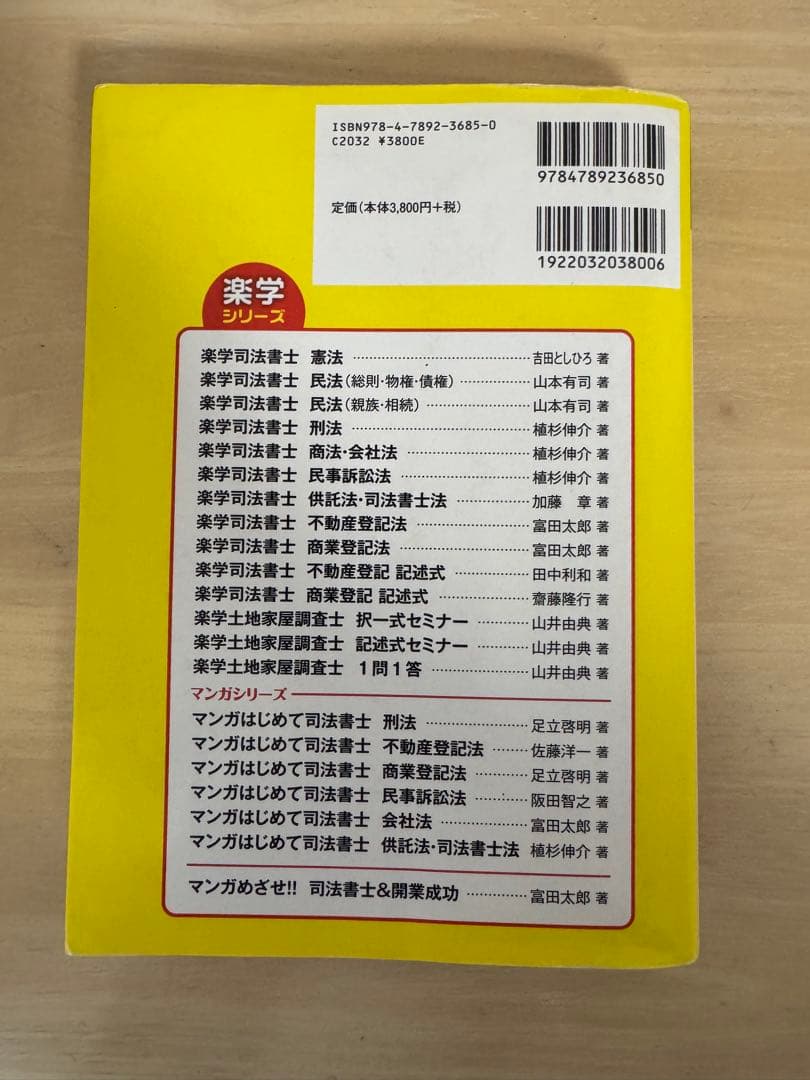 ISBN978-4-7892-3685-0
C2032 ¥3800E
9784789236850
定価(本体3,800円+税)
1922032038006
楽学
シリーズ
楽学司法書士 憲法 ……………………………… 吉田としひろ 著
楽学司法書士 民法(総則・物権・債権) ……………… 山本有司 著
楽学司法書士 民法(親族・相続) …………………… 山本有司 著
楽学司法書士 刑法 ……………………………… 植杉伸介 著
楽学司法書士 商法・会社法 ……………………… 植杉伸介 著
楽学司法書士 民事訴訟法 ………………………… 植杉伸介 著
楽学司法書士 供託法・司法書士法 ………………… 加藤 章 著
楽学司法書士 不動産登記法 ……………………… 富田太郎 著
楽学司法書士 商業登記法 ………………………… 富田太郎 著
楽学司法書士 不動産登記 記述式 ………………… 田中利和 著
楽学司法書士 商業登記 記述式 …………………… 齋藤隆行 著
楽学土地家屋調査士 択一式セミナー ……………… 山井由典 著
楽学土地家屋調査士 記述式セミナー ……………… 山井由典 著
楽学土地家屋調査士 1問1答 ……………………… 山井由典 著
マンガシリーズ
マンガはじめて司法書士 刑法 ……………………… 足立啓明 著
マンガはじめて司法書士 不動産登記法 ……… 佐藤洋一 著
マンガはじめて司法書士 商業登記法 …………… 足立啓明 著
マンガはじめて司法書士 民事訴訟法 ………… 阪田智之 著
マンガはじめて司法書士 会社法 ………………… 富田太郎 著
マンガはじめて司法書士 供託法・司法書士法 植杉伸介 著
マンガめざせ!! 司法書士&開業成功 …………… 富田太郎 著